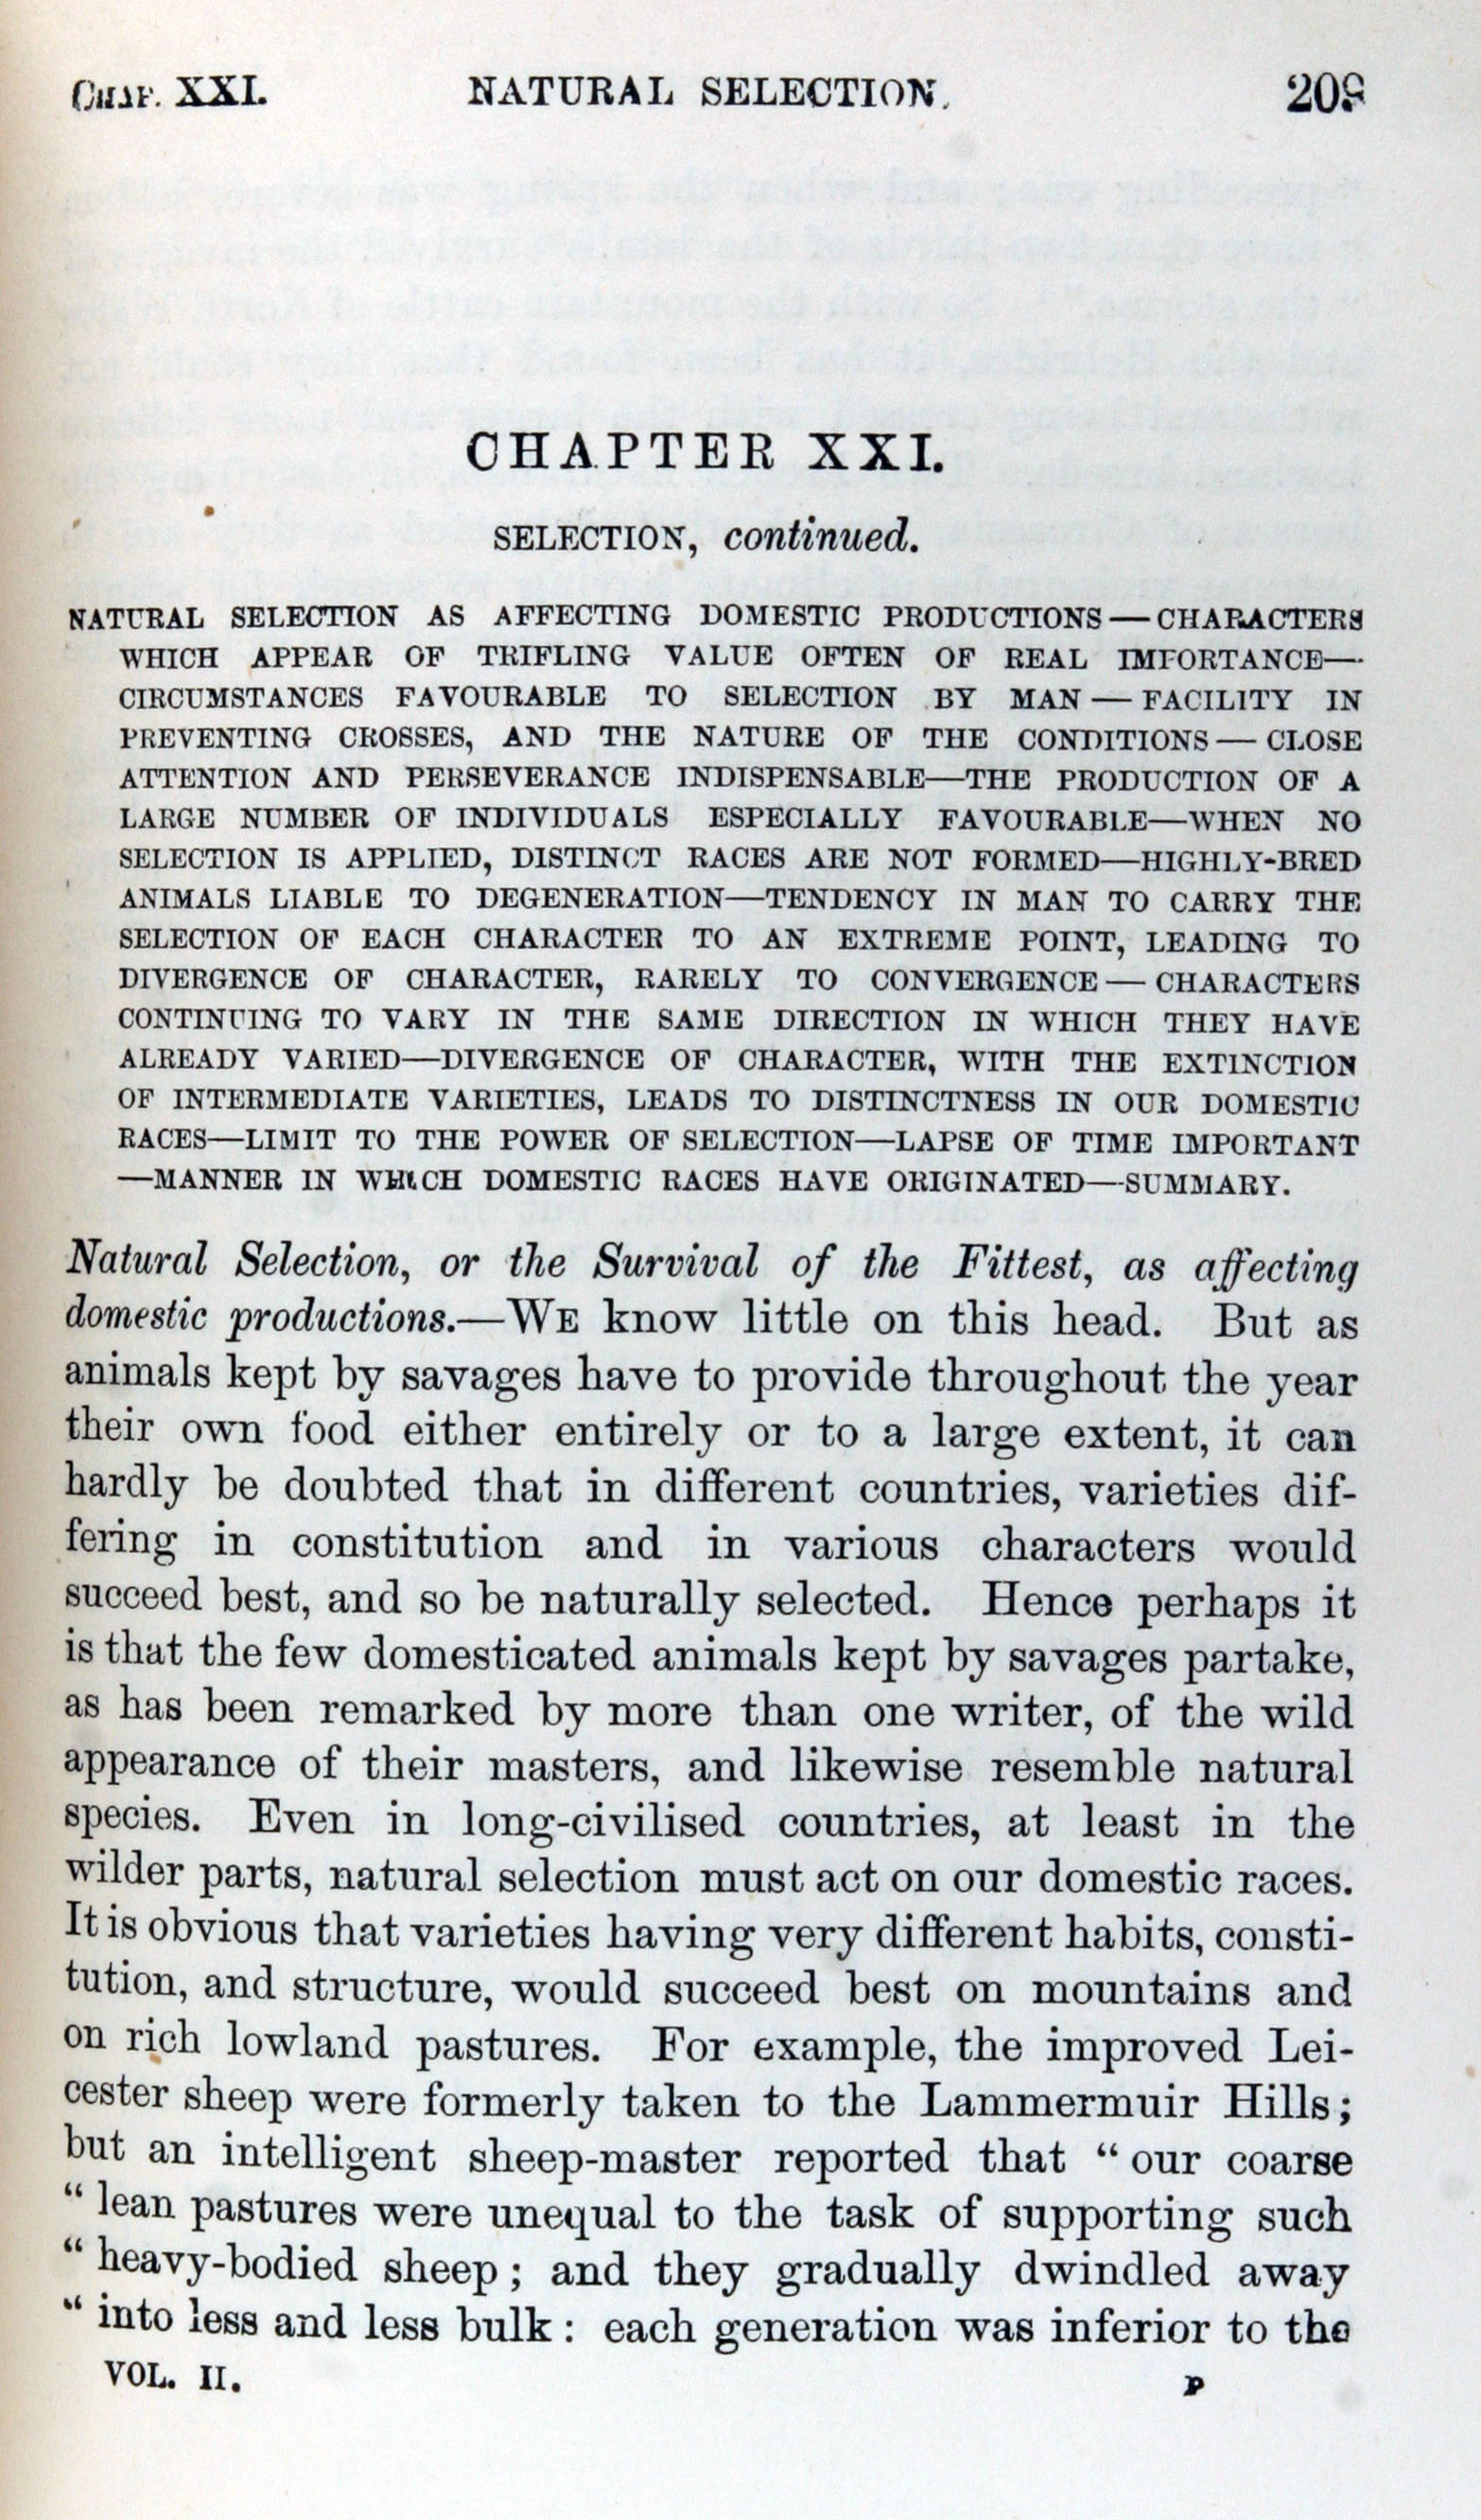 CHAP. XXI. NATURAL SELECTION. 209
CHAPTER XXI.
SELECTION, continued.
NATURAL SELECTION AS AFFECTING DOMESTIC PRODUCTIONS — CHARACTERS
WHICH APPEAR OF TRIFLING VALUE OFTEN OF REAL IMPORTANCE—
CIRCUMSTANCES FAVOURABLE TO SELECTION BY MAN — FACILITY IN
PREVENTING CROSSES, AND THE NATURE OF THE CONDITIONS — CLOSE
ATTENTION AND PERSEVERANCE INDISPENSABLE—THE PRODUCTION OF A
LARGE NUMBER OF INDIVIDUALS ESPECIALLY FAVOURABLE—WHEN NO
SELECTION IS APPLIED, DISTINCT RACES ARE NOT FORMED—HIGHLY-BRED
ANIMALS LIABLE TO DEGENERATION—TENDENCY IN MAN TO CARRY THE
SELECTION OF EACH CHARACTER TO AN EXTREME POINT, LEADING TO
DIVERGENCE OF CHARACTER, RARELY TO CONVERGENCE — CHARACTERS
CONTINUING TO VARY IN THE SAME DIRECTION IN WHICH THEY HAVE
ALREADY VARIED—DIVERGENCE OF CHARACTER, WITH THE EXTINCTION
OF INTERMEDIATE VARIETIES, LEADS TO DISTINCTNESS IN OUR DOMESTIC
RACES—LIMIT TO THE POWER OF SELECTION—LAPSE OF TIME IMPORTANT
—MANNER IN WHICH DOMESTIC RACES HAVE ORIGINATED—SUMMARY.
Natural Selection, or the Survival of the Fittest, as affecting
domestic productions.—WE know little on this head. But as
animals kept by savages have to provide throughout the year
their own food either entirely or to a large extent, it can
hardly be doubted that in different countries, varieties dif-
fering in constitution and in various characters would
succeed best, and so be naturally selected. Hence perhaps it
is that the few domesticated animals kept by savages partake,
as has been remarked by more than one writer, of the wild
appearance of their masters, and likewise resemble natural
species. Even in long-civilised countries, at least in the
wilder parts, natural selection must act on our domestic races.
It is obvious that varieties having very different habits, consti-
tution, and structure, would succeed best on mountains and
on rich lowland pastures. For example, the improved Lei-
cester sheep were formerly taken to the Lammermuir Hills;
but an intelligent sheep-master reported that “ our coarse
“ lean pastures were unequal to the task of supporting such
“ heavy-bodied sheep ; and they gradually dwindled away
“ into less and less bulk : each generation was inferior to the
VOL. II. P